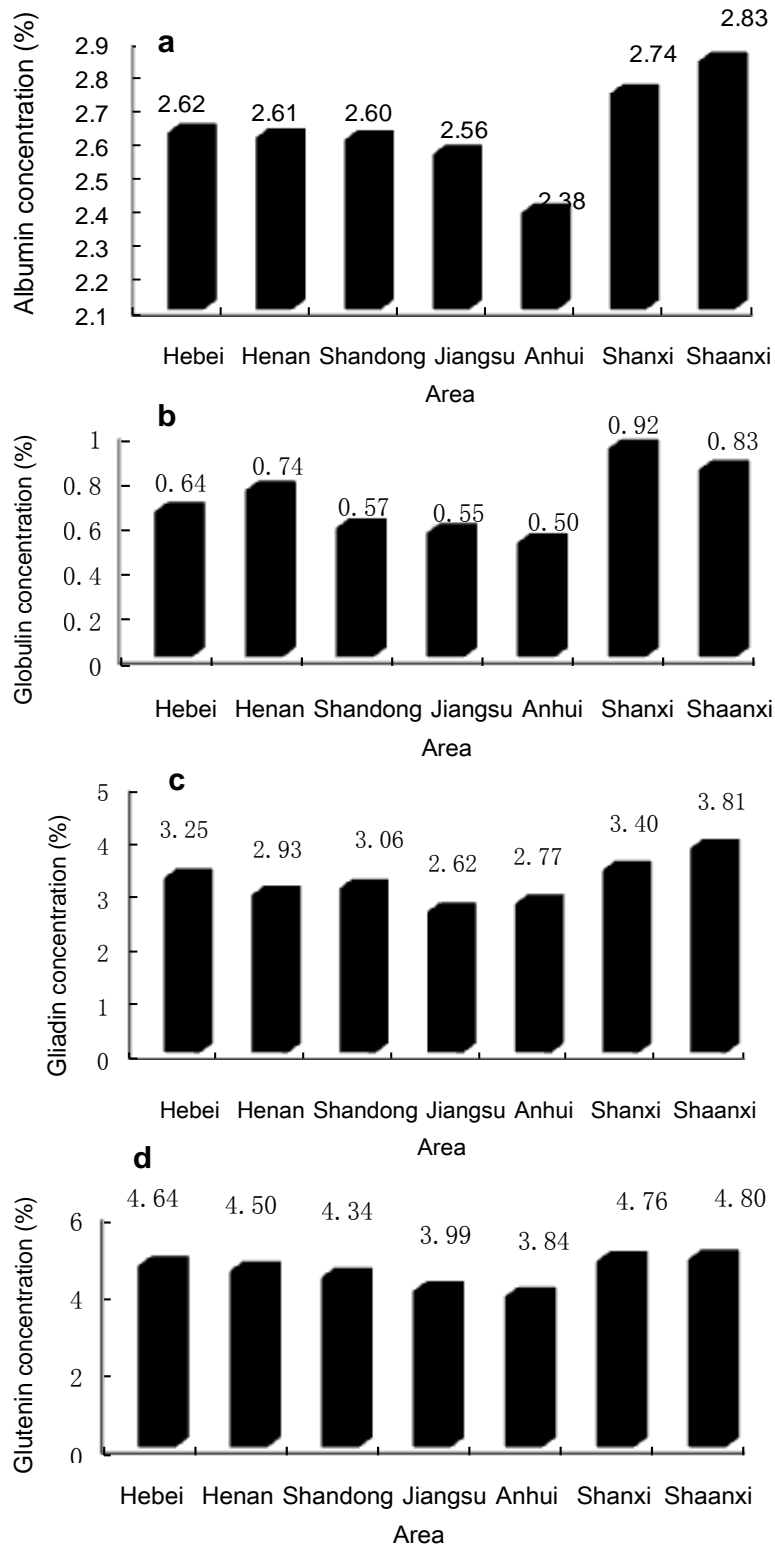 a
Albumin concentration (%)
2.9
2.8
2.7
2.6
2.5
2.4
2.3
2.2
2.1
2.62 2.61 2.60 2.56 2.38 2.74 2.83
Hebei Henan Shandong Jiangsu Anhui Shanxi Shaanxi
Area
b
Globulin concentration (%)
1
0.8
0.6
0.4
0.2
0
0.64 0.74 0.57 0.55 0.50 0.92 0.83
Hebei Henan Shandong Jiangsu Anhui Shanxi Shaanxi
Area
c
Gliadin concentration (%)
5
4
3
2
1
0
3.25 2.93 3.06 2.62 2.77 3.40 3.81
Hebei Henan Shandong Jiangsu Anhui Shanxi Shaanxi
Area
d
Glutenin concentration (%)
6
4
2
0
4.64 4.50 4.34 3.99 3.84 4.76 4.80
Hebei Henan Shandong Jiangsu Anhui Shanxi Shaanxi
Area